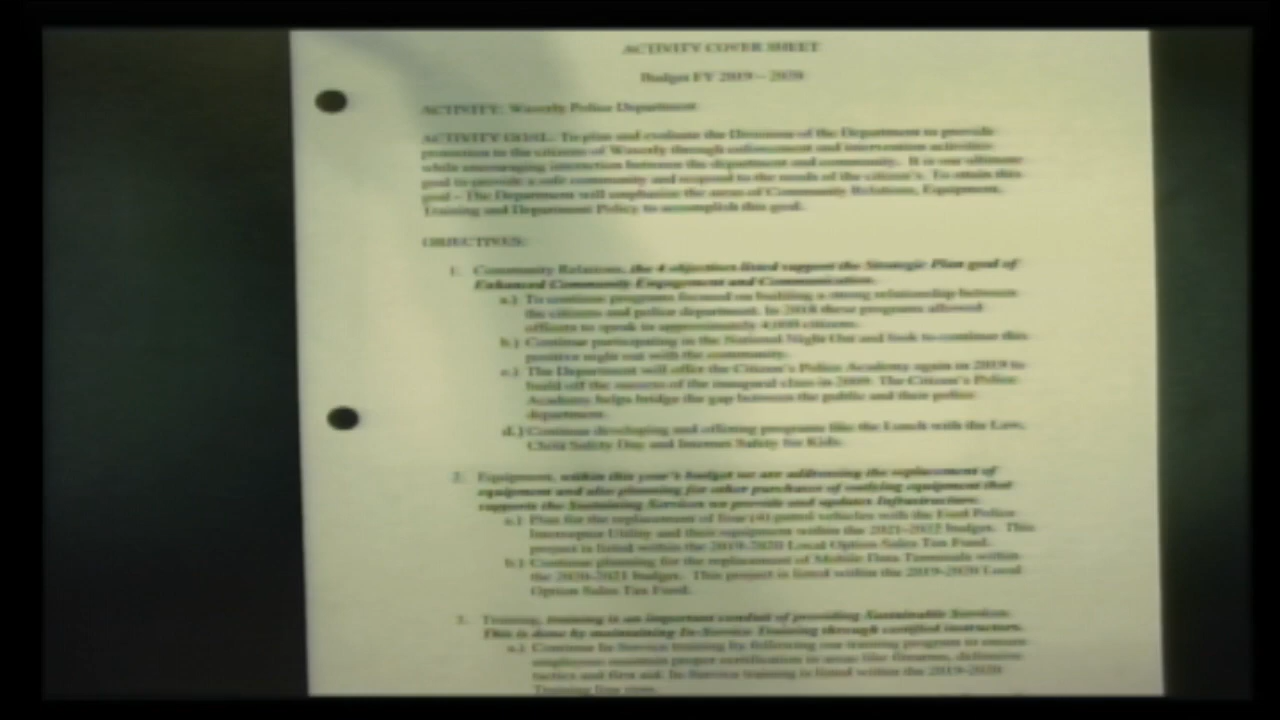 ACTIVITY COVER SHEET
Budget FY 2019 – 2020
ACTIVITY: Waverly Police Department
ACTIVITY GOAL: To plan and evaluate the Direction of the Department to provide
protection to the citizens of Waverly through enforcement and intervention activities
while encouraging interaction between the department and community. It is our ultimate
goal to provide a safe community and respond to the needs of the citizen's. To attain this
goal – The Department will emphasize the areas of Community Relations, Equipment,
Training and Department Policy to accomplish this goal.
OBJECTIVES:
1. Community Relations, the 4 objectives listed support the Strategic Plan goal of
Enhanced Community Engagement and Communication.
a.) To continue programs focused on building a strong relationship between
the citizens and police department. In 2018 these programs allowed
officers to speak to approximately 4,000 citizens.
b.) Continue participating in the National Night Out and look to continue this
positive night out with the community.
c.) The Department will offer the Citizen's Police Academy again in 2019 to
build off the success of the inaugural class in 2009. The Citizen's Police
Academy helps bridge the gap between the public and their police
department.
d.) Continue developing and offering programs like the Lunch with the Law,
Child Safety Day and Internet Safety for Kids.
2. Equipment, within this year's budget we are addressing the replacement of
equipment and also planning for other purchases of outlying equipment that
supports the Sustaining Services we provide and updates Infrastructure.
a.) Plan for the replacement of four (4) patrol vehicles with the Ford Police
Interceptor Utility and their equipment within the 2021-2022 budget. This
project is listed within the 2019-2020 Local Option Sales Tax Fund.
b.) Continue planning for the replacement of Mobile Data Terminals within
the 2020-2021 budget. This project is listed within the 2019-2020 Local
Option Sales Tax Fund.
3. Training, training is an important conduit of providing Sustainable Services.
This is done by maintaining In-Service Training through certified instructors.
a.) Continue In-Service training by following our training program to ensure
employees maintain proper certification in areas like firearms, defensive
tactics and first aid. In-Service training is listed within the 2019-2020
Training line item.